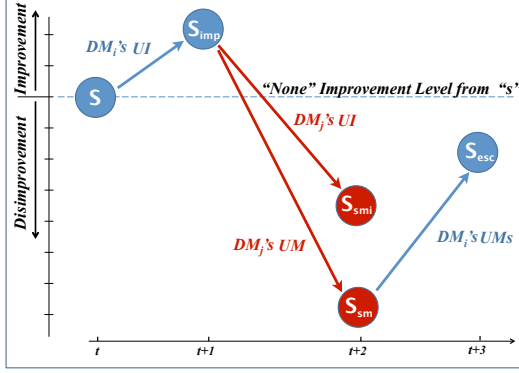 Improvement
Disimprovement
DMi's UI
Simp
S
"None" Improvement Level from "s"
DMj's UI
Sesc
Ssmi
DMj's UM
DMi's UMs
Ssm
t
t+1
t+2
t+3